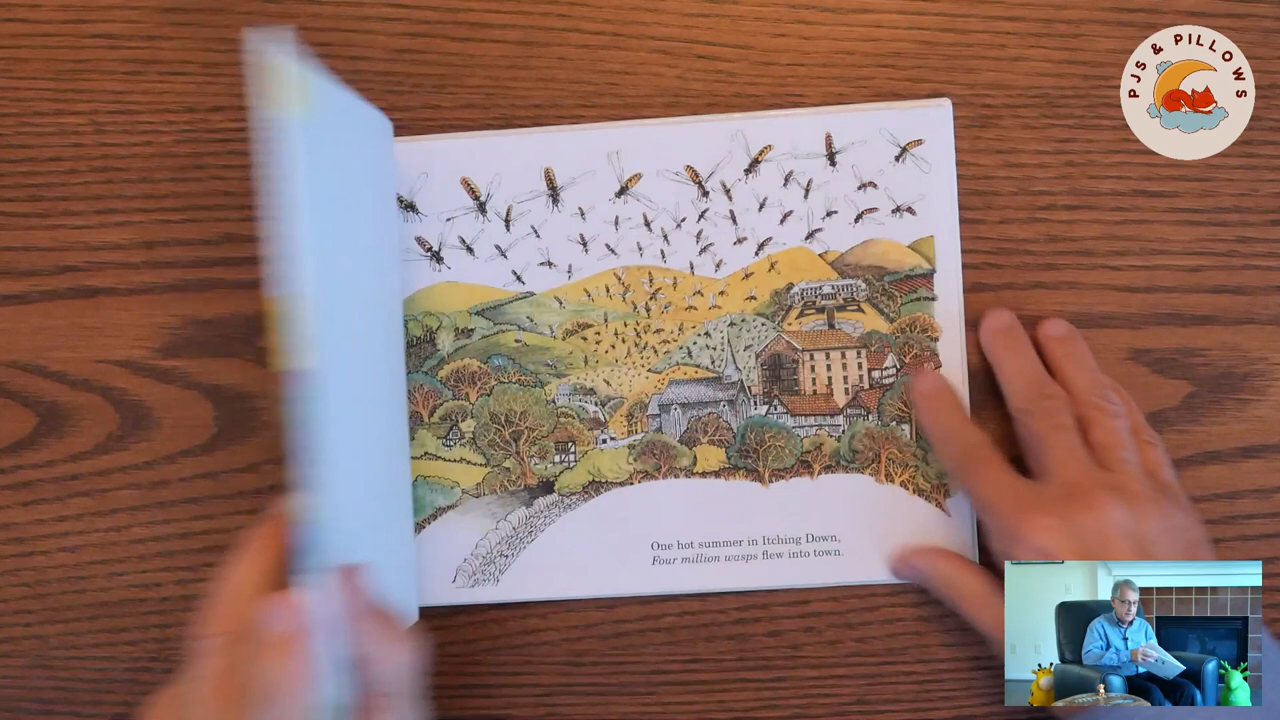 PJS & PILLOWS
One hot summer in Itching Down,
Four million wasps flew into town.